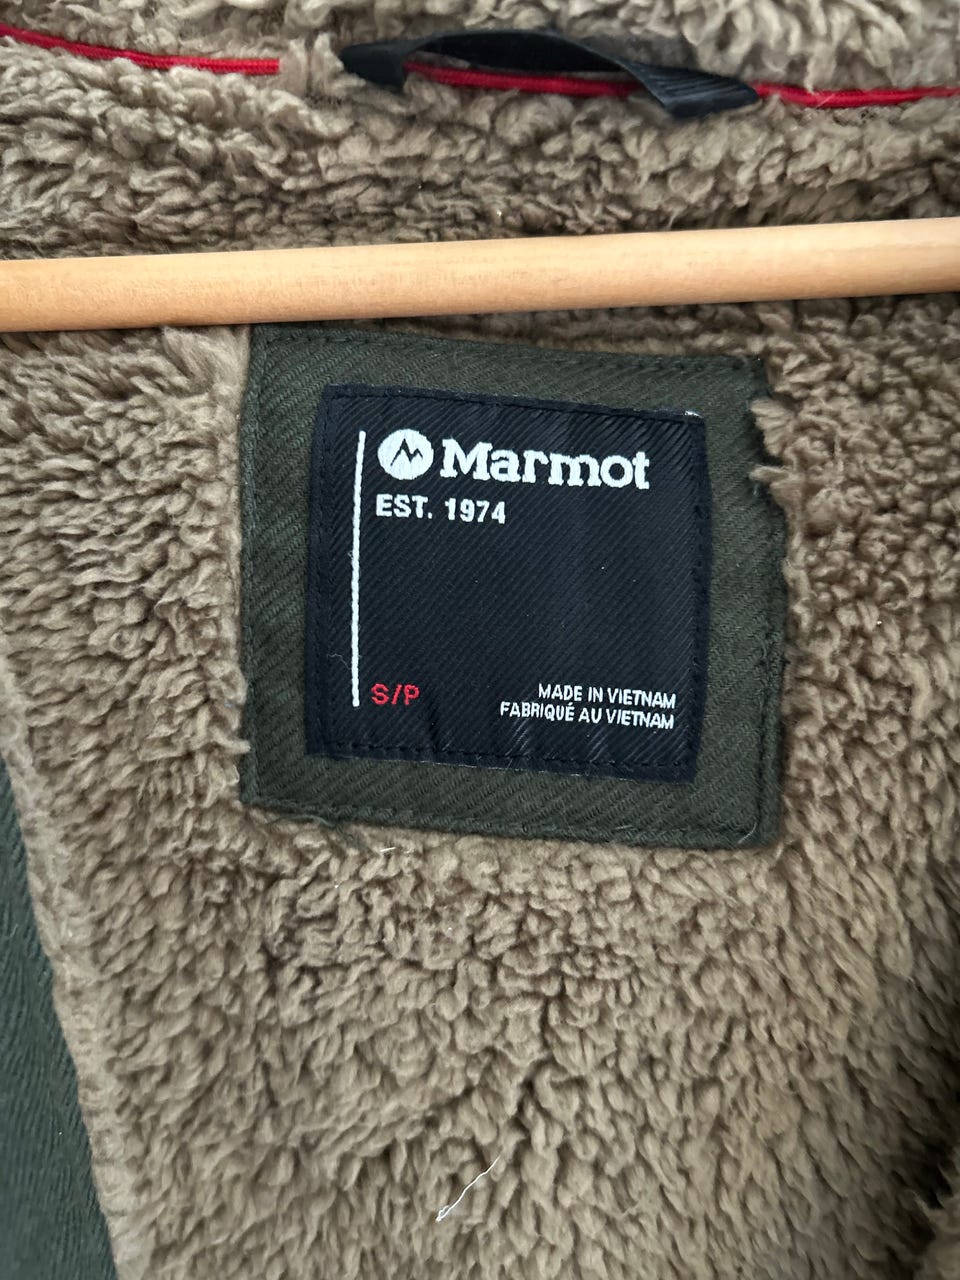 Marmot
EST. 1974
S/P
MADE IN VIETNAM
FABRIQUÉ AU VIETNAM